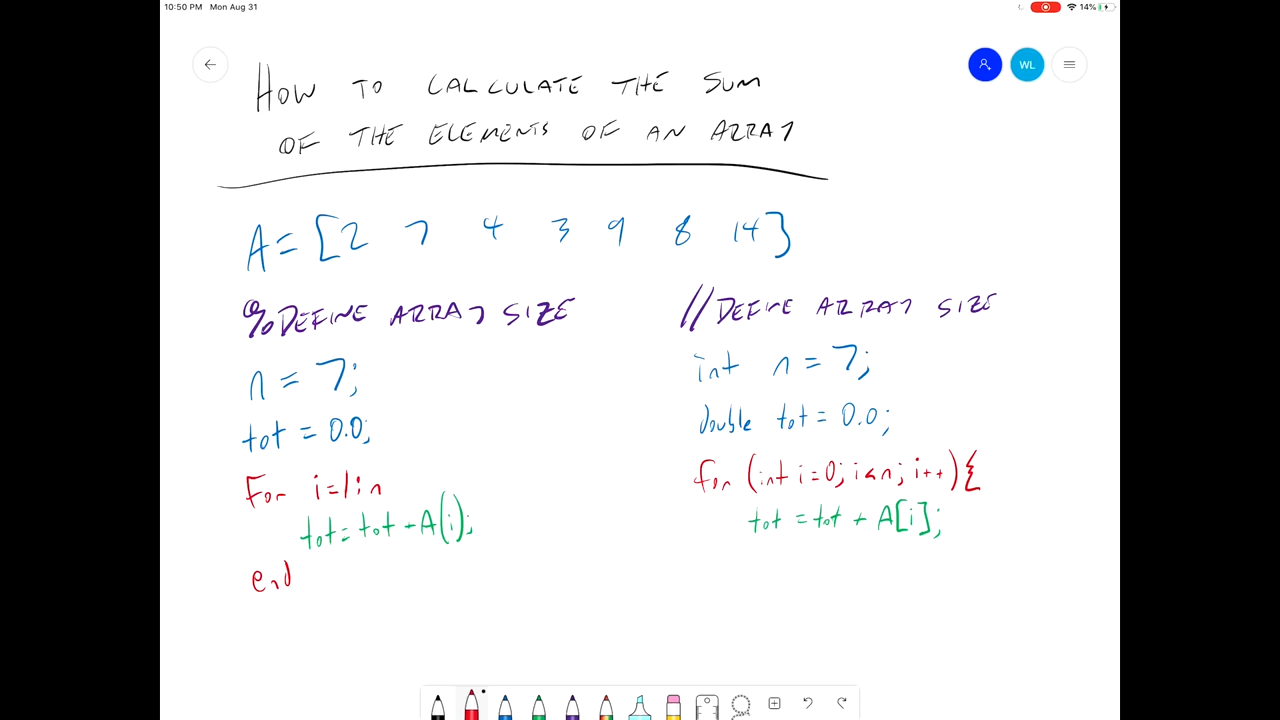 10:50 PM Mon Aug 31
14%
WL
HOW TO CALCULATE THE SUM
OF THE ELEMENTS OF AN ARRAY
A = [2 7 4 3 9 8 14]
%DEFINE ARRAY SIZE
n = 7;
tot = 0.0;
For i=1:n
tot = tot + A(i);
end
//DEFINE ARRAY SIZE
int n = 7;
double tot = 0.0;
for (int i=0; i<n; i++){
tot = tot + A[i];